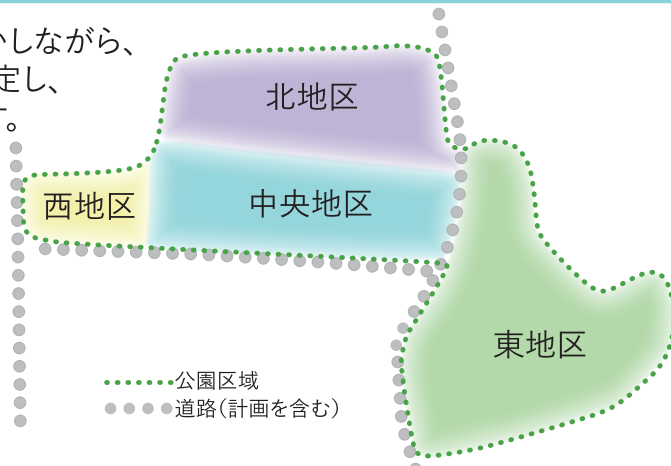 かしながら、
定し、
す。
北地区
西地区
中央地区
東地区
公園区域
道路(計画を含む)